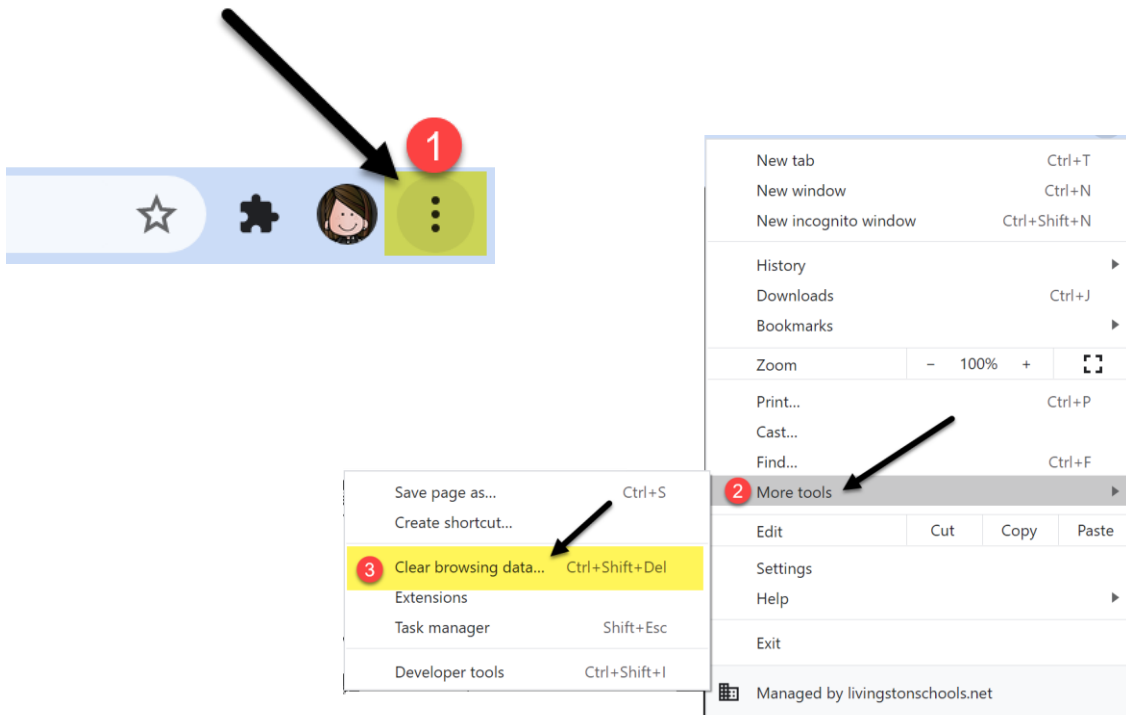 1
New tab Ctrl+T
New window Ctrl+N
New incognito window Ctrl+Shift+N
History
Downloads Ctrl+J
Bookmarks
Zoom - 100% +
Print... Ctrl+P
Cast...
Find... Ctrl+F
2 More tools
Edit Cut Copy Paste
Settings
Help
Exit
Managed by livingstonschools.net
Save page as... Ctrl+S
Create shortcut...
3 Clear browsing data... Ctrl+Shift+Del
Extensions
Task manager Shift+Esc
Developer tools Ctrl+Shift+I